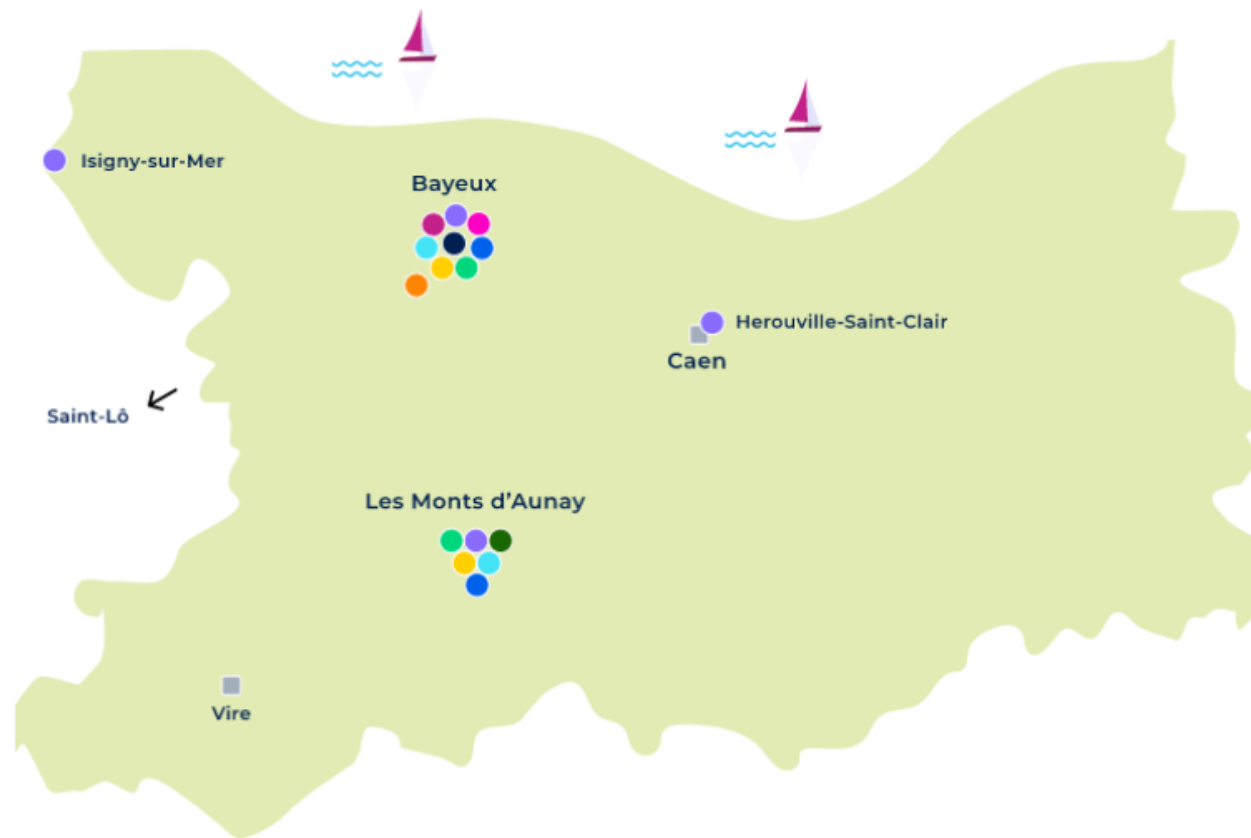 Isigny-sur-Mer
Bayeux
Herouville-Saint-Clair
Caen
Saint-Lô
Les Monts d’Aunay
Vire